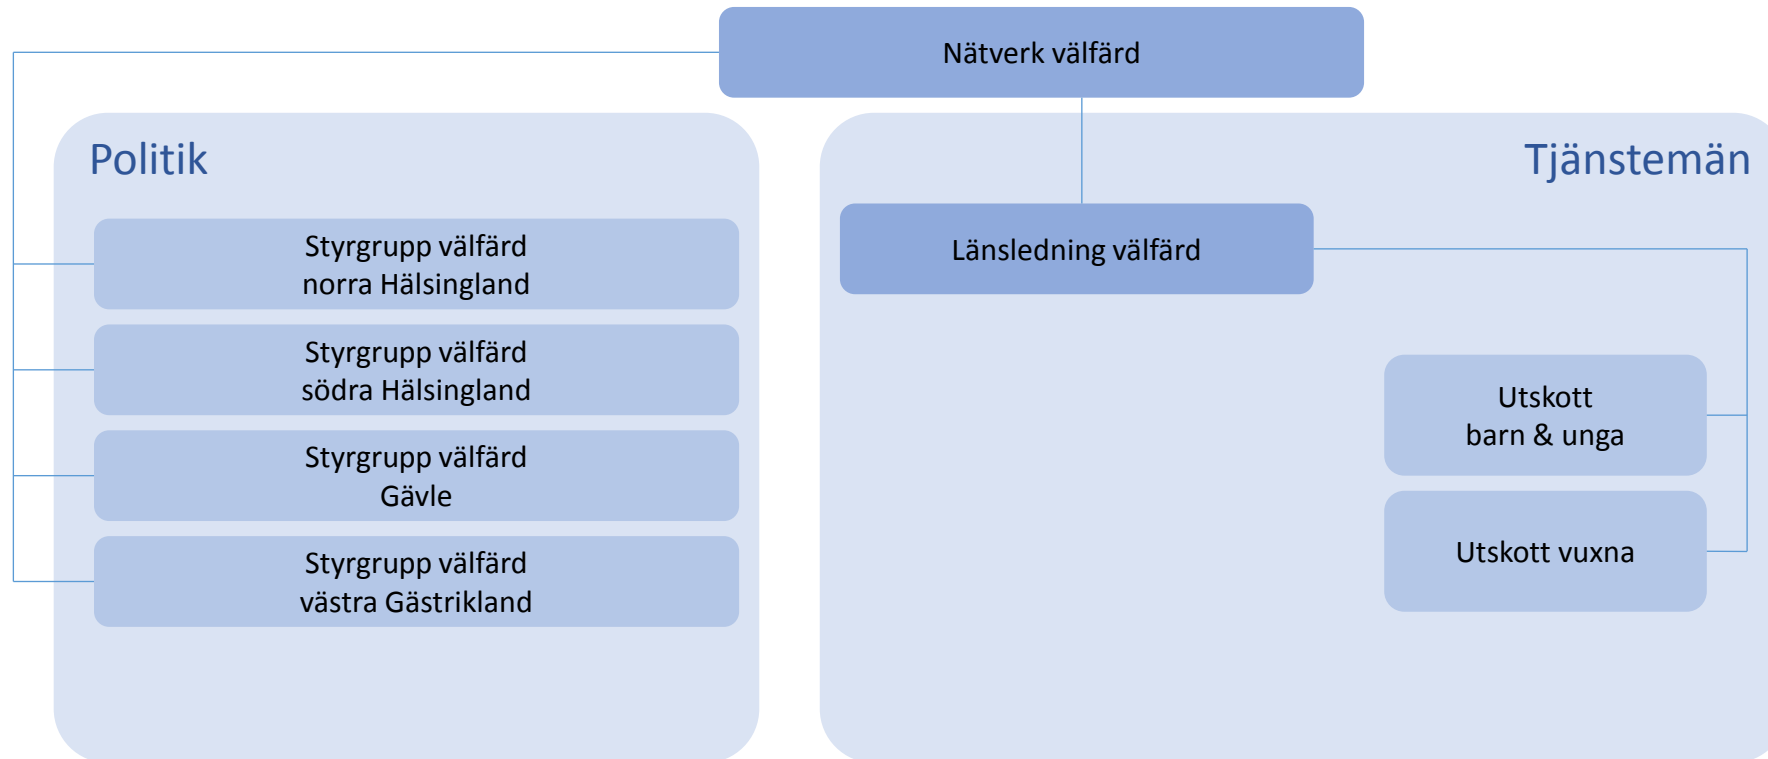 Nätverk välfärd
Politik
Styrgrupp välfärd
norra Hälsingland
Styrgrupp välfärd
södra Hälsingland
Styrgrupp välfärd
Gävle
Styrgrupp välfärd
västra Gästrikland
Tjänstemän
Länsledning välfärd
Utskott
barn & unga
Utskott vuxna